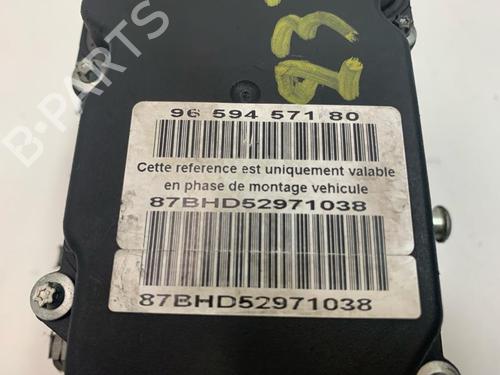 B-PARTS
96 594 571 80
Cette reference est uniquement valable
en phase de montage vehicule
87BHD52971038
87BHD52971038